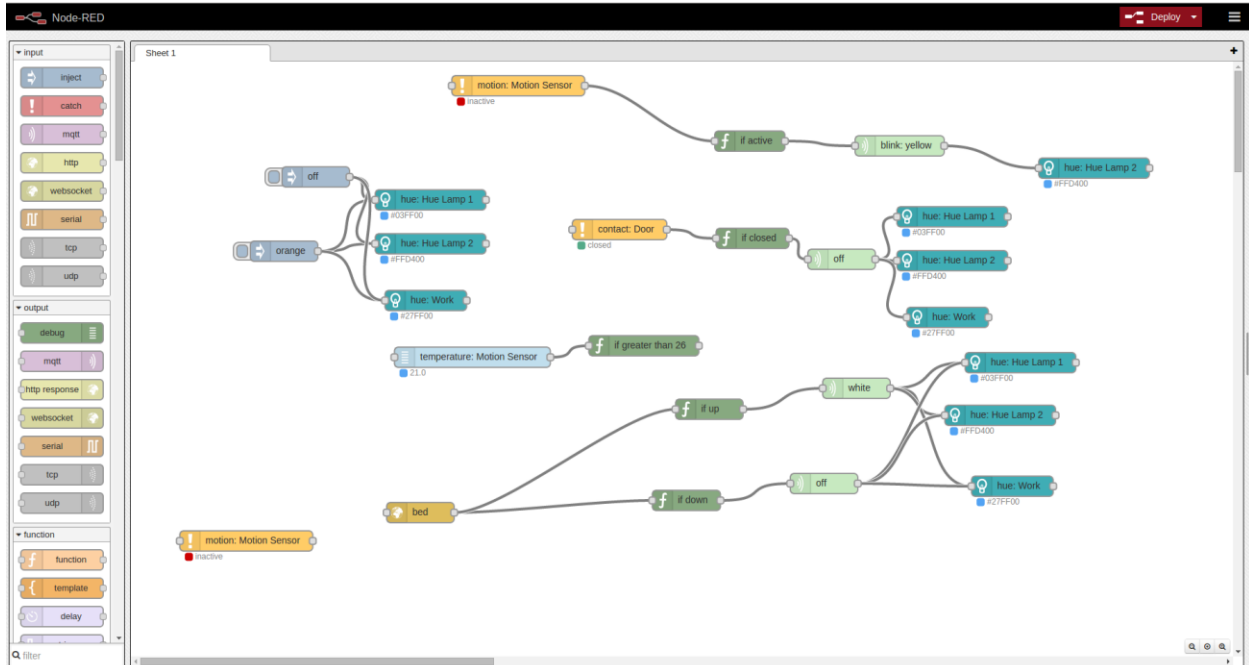 Node-RED
Deploy
input
inject
catch
mqtt
http
websocket
serial
tcp
udp
output
debug
mqtt
http response
websocket
serial
tcp
udp
function
function
template
delay
filter
Sheet 1
motion: Motion Sensor
inactive
if active
blink: yellow
hue: Hue Lamp 2
#FFD400
off
orange
hue: Hue Lamp 1
#03FF00
hue: Hue Lamp 2
#FFD400
hue: Work
#27FF00
contact: Door
closed
if closed
off
hue: Hue Lamp 1
#03FF00
hue: Hue Lamp 2
#FFD400
hue: Work
#27FF00
temperature: Motion Sensor
21.0
if greater than 26
bed
if up
white
if down
off
hue: Hue Lamp 1
#03FF00
hue: Hue Lamp 2
#FFD400
hue: Work
#27FF00
motion: Motion Sensor
inactive